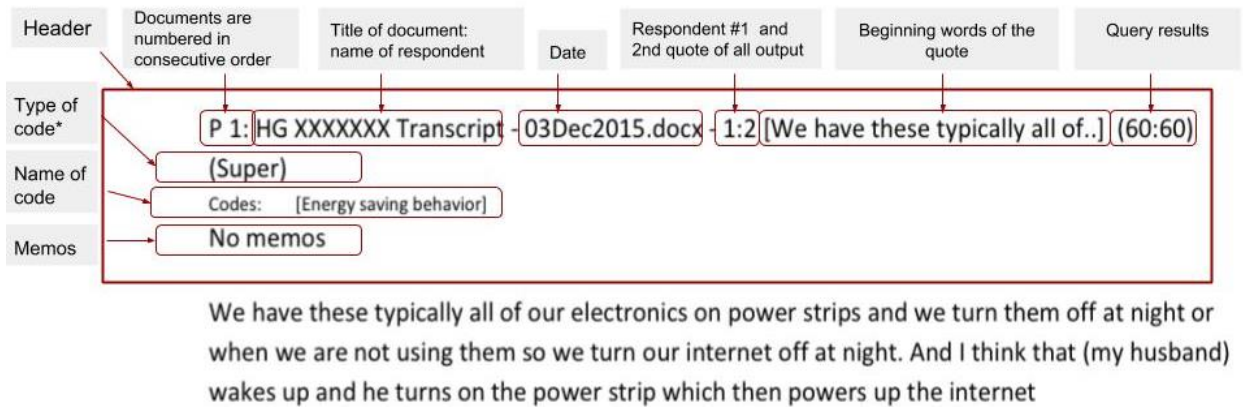 Header
Documents are
numbered in
consecutive order
Title of document:
name of respondent
Date
Respondent #1 and
2nd quote of all output
Beginning words of the
quote
Query results
Type of
code*
Name of
code
Memos
P 1: HG XXXXXXX Transcript - 03Dec2015.docx - 1:2 [We have these typically all of..] (60:60)
(Super)
Codes: [Energy saving behavior]
No memos
We have these typically all of our electronics on power strips and we turn them off at night or
when we are not using them so we turn our internet off at night. And I think that (my husband)
wakes up and he turns on the power strip which then powers up the internet